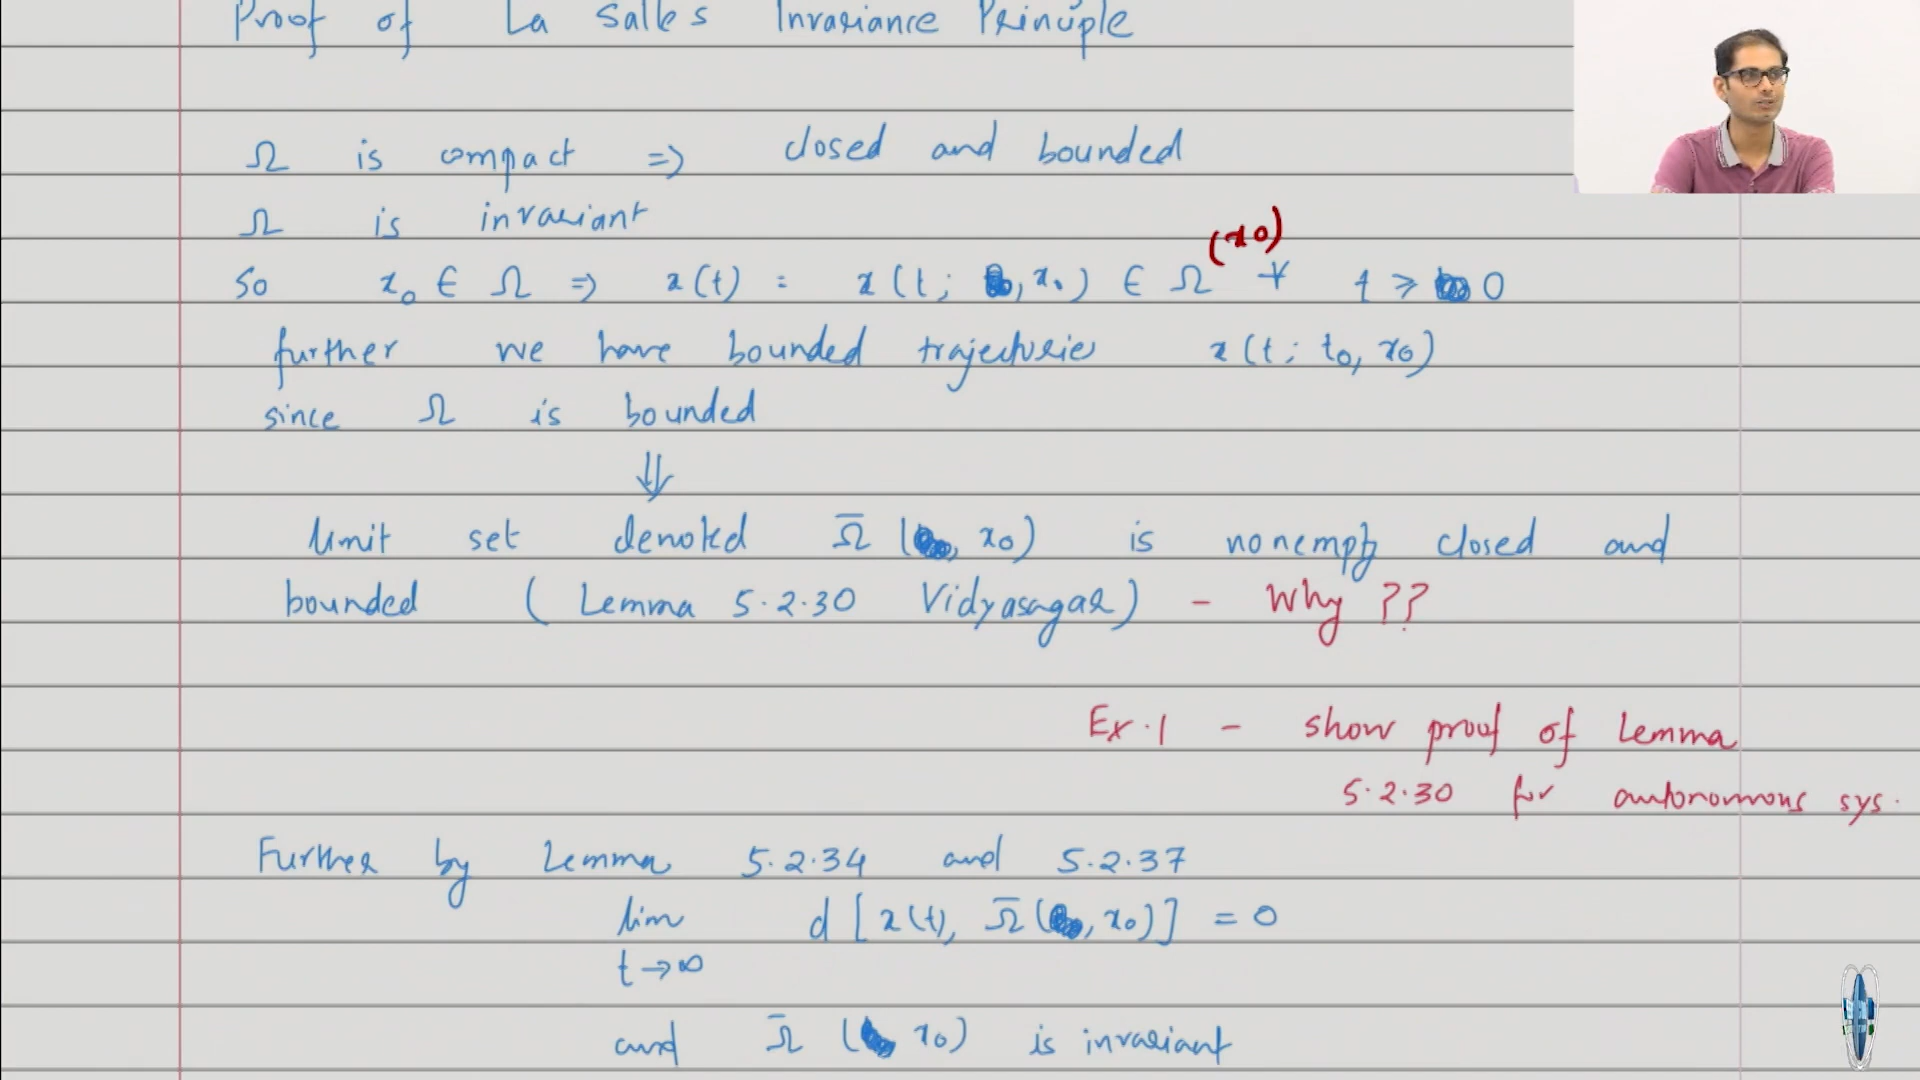 Proof of La Salle's Invariance Principle
Ω is compact ⇒ closed and bounded
Ω is invariant
(x0)
So x₀ ∈ Ω ⇒ x(t) = x(t; , x₀) ∈ Ω ∀ t ≥ 0
further we have bounded trajectories x(t; t₀, x₀)
since Ω is bounded
⇓
limit set denoted Ω̄ ( , x₀) is nonempty closed and
bounded (Lemma 5.2.30 Vidyasagar) - Why ??
Ex.1 - show proof of Lemma
5.2.30 for autonomous sys.
Further by Lemma 5.2.34 and 5.2.37
lim d[x(t), Ω̄( , x₀)] = 0
t→∞
and Ω̄ ( x₀) is invariant